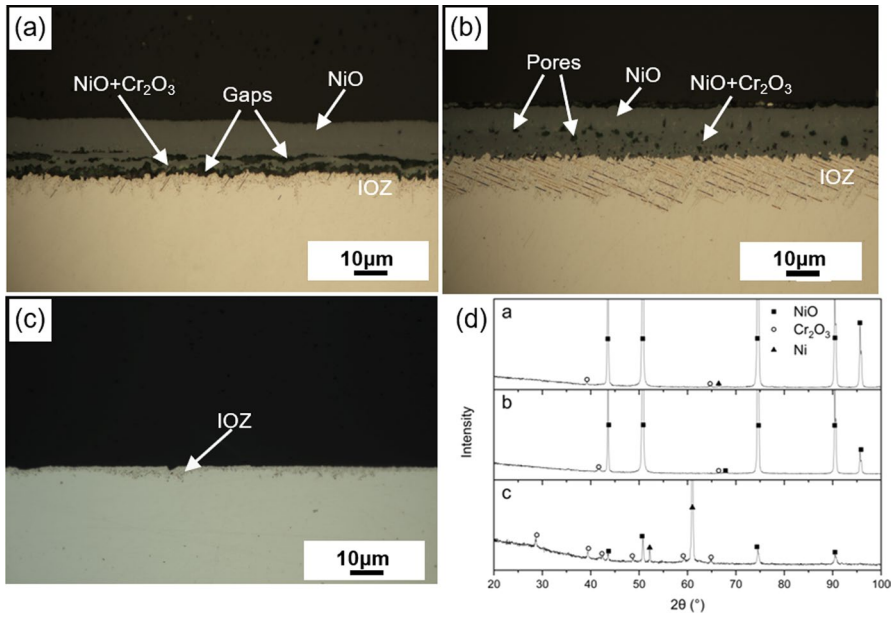 (a)
NiO+Cr₂O₃
Gaps
NiO
IOZ
10µm
(b)
Pores
NiO
NiO+Cr₂O₃
IOZ
10µm
(c)
IOZ
10µm
(d)
a
NiO
Cr₂O₃
Ni
b
c
Intensity
20 30 40 50 60 70 80 90 100
2θ (°)